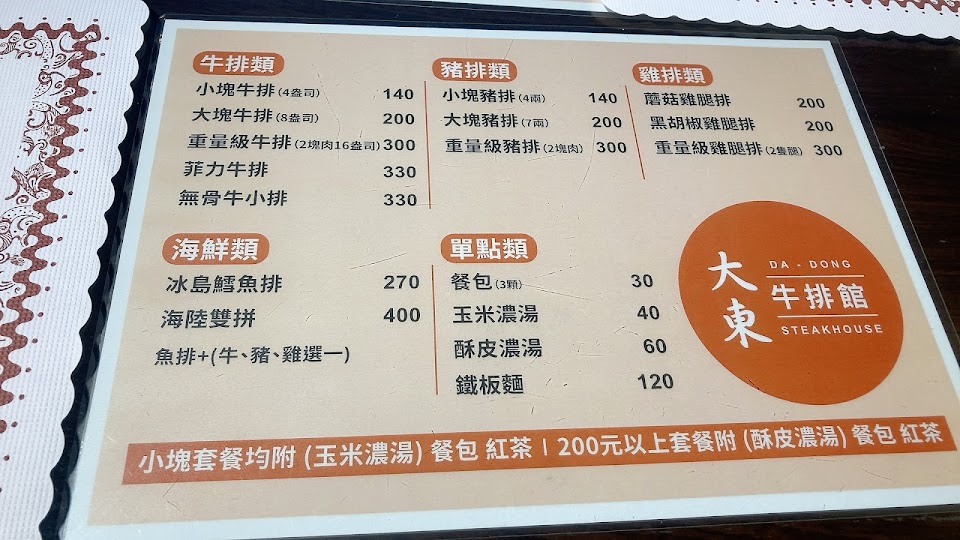 牛排類
小塊牛排(4盎司) 140
大塊牛排(8盎司) 200
重量級牛排(2塊肉16盎司) 300
菲力牛排 330
無骨牛小排 330
豬排類
小塊豬排(4兩) 140
大塊豬排(7兩) 200
重量級豬排(2塊肉) 300
雞排類
蘑菇雞腿排 200
黑胡椒雞腿排 200
重量級雞腿排(2隻腿) 300
海鮮類
冰島鱈魚排 270
海陸雙拼 400
魚排+(牛、豬、雞選一)
單點類
餐包(3顆) 30
玉米濃湯 40
酥皮濃湯 60
鐵板麵 120
大東
DA - DONG
牛排館
STEAKHOUSE
小塊套餐均附 (玉米濃湯) 餐包 紅茶 | 200元以上套餐附 (酥皮濃湯) 餐包 紅茶